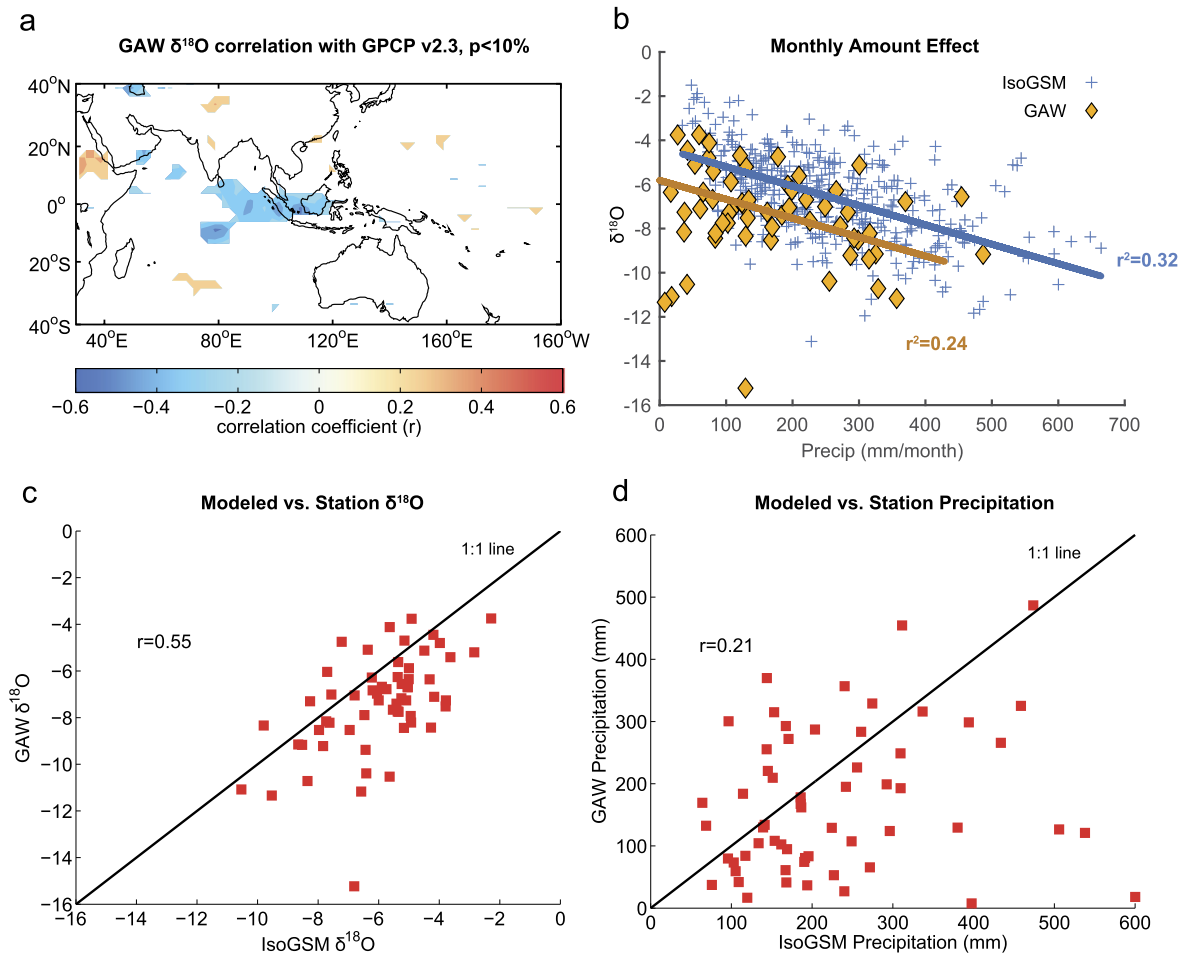 a
GAW δ¹⁸O correlation with GPCP v2.3, p<10%
40°N
20°N
0°
20°S
40°S
40°E
80°E
120°E
160°E
160°W
−0.6
−0.4
−0.2
0
0.2
0.4
0.6
correlation coefficient (r)
b
Monthly Amount Effect
IsoGSM
GAW
0
-2
-4
-6
-8
-10
-12
-14
-16
δ¹⁸O
r²=0.32
r²=0.24
0
100
200
300
400
500
600
700
Precip (mm/month)
c
Modeled vs. Station δ¹⁸O
1:1 line
r=0.55
0
−2
−4
−6
−8
−10
−12
−14
−16
GAW δ¹⁸O
−16
−14
−12
−10
−8
−6
−4
−2
0
IsoGSM δ¹⁸O
d
Modeled vs. Station Precipitation
1:1 line
r=0.21
600
500
400
300
200
100
0
GAW Precipitation (mm)
0
100
200
300
400
500
600
IsoGSM Precipitation (mm)